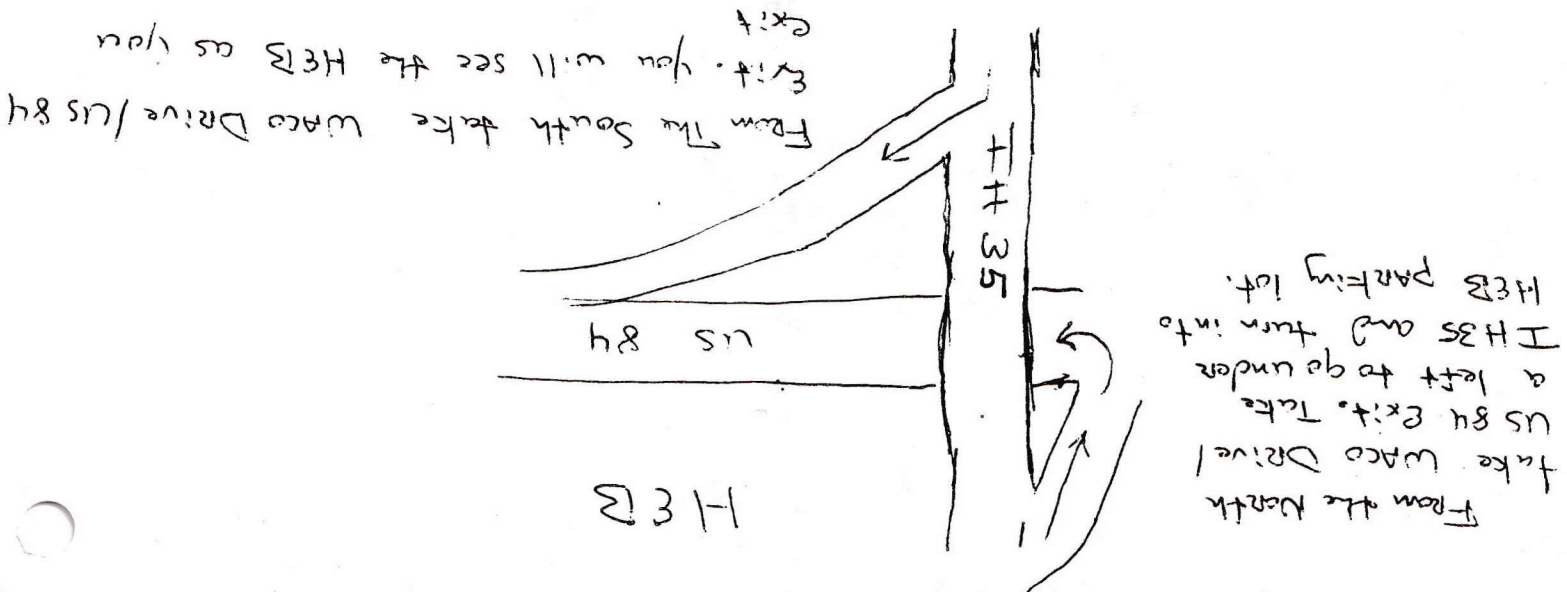 From the North
take WACO DRive/
US 84 Exit. Take
a left to go under
IH35 and turn into
HEB PARKing lot.
HEB
US 84
IH 35
From The South take WACO DRive/US 84
Exit. you will see the HEB as you
exit